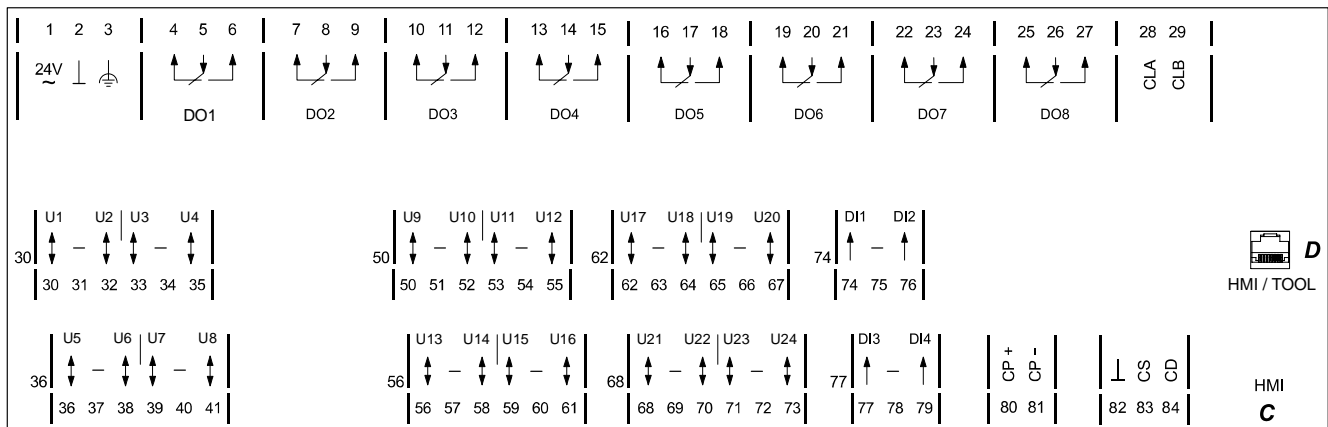 1 2 3 4 5 6 7 8 9 10 11 12 13 14 15 16 17 18 19 20 21 22 23 24 25 26 27 28 29
24V
~
CLA CLB
DO1 DO2 DO3 DO4 DO5 DO6 DO7 DO8
U1 U2 U3 U4 U9 U10 U11 U12 U17 U18 U19 U20 DI1 DI2
30 50 62 74 D
30 31 32 33 34 35 50 51 52 53 54 55 62 63 64 65 66 67 74 75 76 HMI / TOOL
U5 U6 U7 U8 U13 U14 U15 U16 U21 U22 U23 U24 DI3 DI4
CP + CP - CS CD
36 56 68 77 HMI
36 37 38 39 40 41 56 57 58 59 60 61 68 69 70 71 72 73 77 78 79 80 81 82 83 84 C